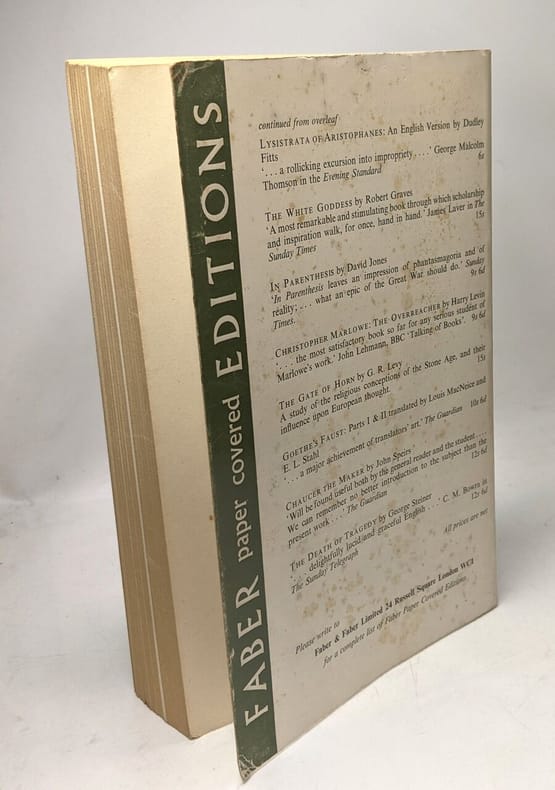 FABER paper covered EDITIONS
continued from overleaf
LYSISTRATA OF ARISTOPHANES: An English Version by Dudley
Fitts
‘. . . a rollicking excursion into impropriety . . . .’ George Malcolm
Thomson in the Evening Standard 6s
THE WHITE GODDESS by Robert Graves
‘A most remarkable and stimulating book through which scholarship
and inspiration walk, for once, hand in hand.’ James Laver in The
Sunday Times 15s
IN PARENTHESIS by David Jones
‘In Parenthesis leaves an impression of phantasmagoria and of
reality; . . . what an epic of the Great War should do.’ Sunday
Times. 9s 6d
CHRISTOPHER MARLOWE: THE OVERREACHER by Harry Levin
‘. . . the most satisfactory book so far for any serious student of
Marlowe's work.’ John Lehmann, BBC ‘Talking of Books’. 9s 6d
THE GATE OF HORN by G. R. Levy
A study of the religious conceptions of the Stone Age, and their
influence upon European thought. 15s
GOETHE'S FAUST: Parts I & II translated by Louis MacNeice and
E. L. Stahl
‘. . . a major achievement of translators' art.’ The Guardian 10s 6d
CHAUCER THE MAKER by John Speirs
‘Will be found useful both by the general reader and the student. . . .
We can remember no better introduction to the subject than the
present work . . .’ The Guardian 12s 6d
THE DEATH OF TRAGEDY by George Steiner
‘. . . delightfully lucid and graceful English . . .’ C. M. Bowra in
The Sunday Telegraph 12s 6d
All prices are net
Please write to
Faber & Faber Limited 24 Russell Square London WC1
for a complete list of Faber Paper Covered Editions